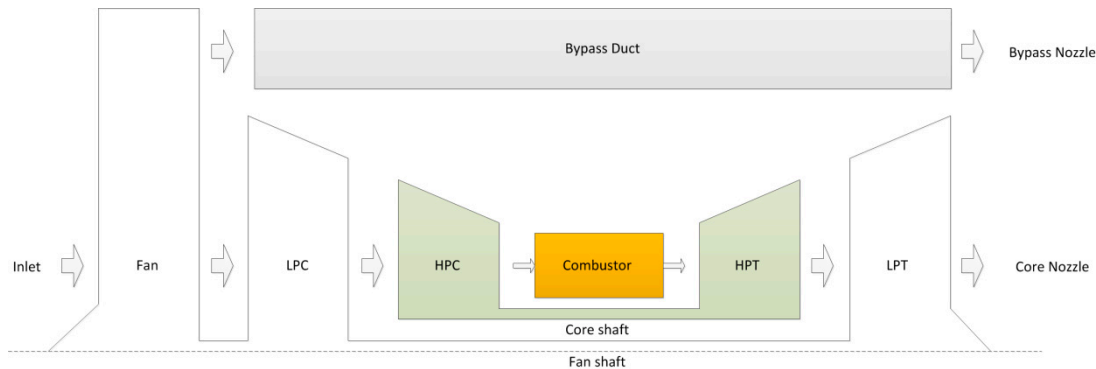 Bypass Duct
Bypass Nozzle
Inlet
Fan
LPC
HPC
Combustor
HPT
LPT
Core Nozzle
Core shaft
Fan shaft